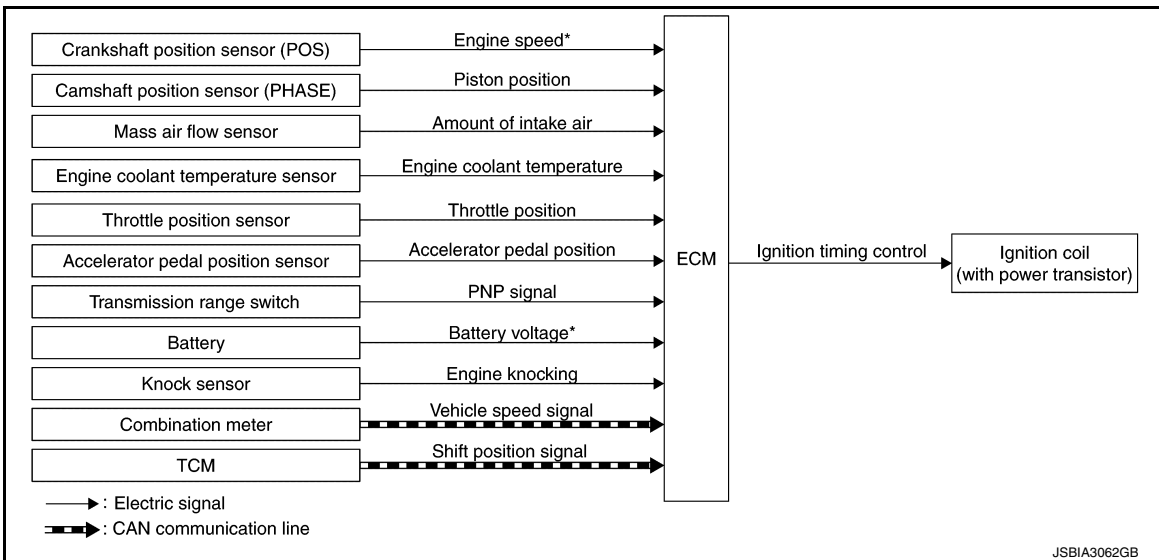 Crankshaft position sensor (POS)
Engine speed*
Camshaft position sensor (PHASE)
Piston position
Mass air flow sensor
Amount of intake air
Engine coolant temperature sensor
Engine coolant temperature
Throttle position sensor
Throttle position
Accelerator pedal position sensor
Accelerator pedal position
Transmission range switch
PNP signal
Battery
Battery voltage*
Knock sensor
Engine knocking
Combination meter
Vehicle speed signal
TCM
Shift position signal
ECM
Ignition timing control
Ignition coil
(with power transistor)
: Electric signal
: CAN communication line
JSBIA3062GB